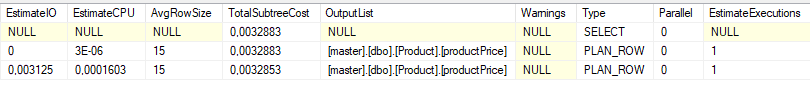 EstimateIO EstimateCPU AvgRowSize TotalSubtreeCost OutputList Warnings Type Parallel EstimateExecutions
NULL NULL NULL 0,0032883 NULL NULL SELECT 0 NULL
0 3E-06 15 0,0032883 [master].[dbo].[Product].[productPrice] NULL PLAN_ROW 0 1
0,003125 0,0001603 15 0,0032853 [master].[dbo].[Product].[productPrice] NULL PLAN_ROW 0 1